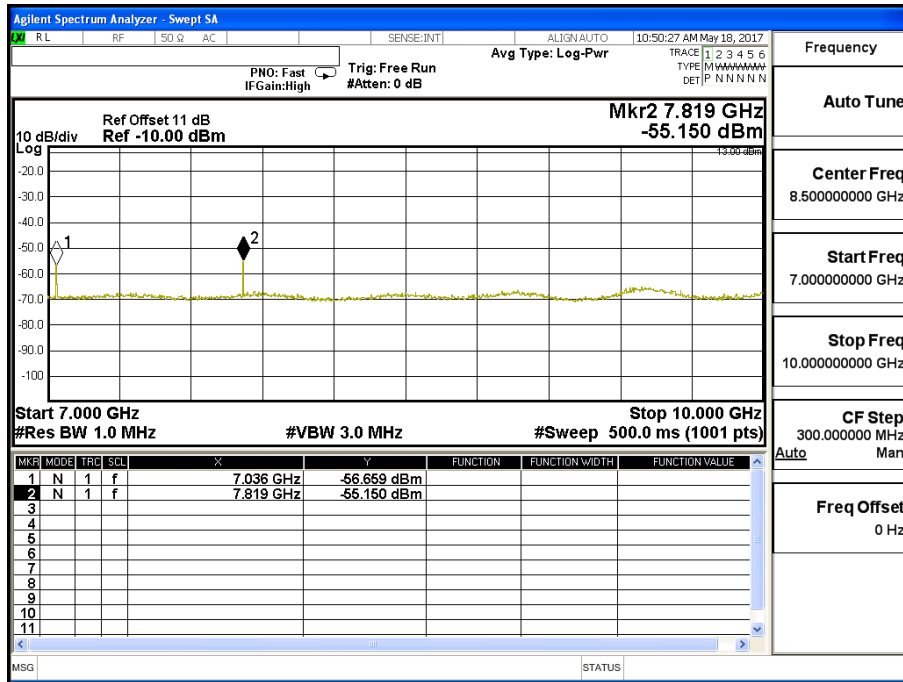 Agilent Spectrum Analyzer - Swept SA
LXI RL RF 50 Ω AC SENSE:INT ALIGN AUTO 10:50:27 AM May 18, 2017
Frequency
Avg Type: Log-Pwr
TRACE 1 2 3 4 5 6
TYPE M WWWWW
DET P N N N N N
PNO: Fast
IFGain:High
Trig: Free Run
#Atten: 0 dB
Auto Tune
Mkr2 7.819 GHz
-55.150 dBm
Ref Offset 11 dB
10 dB/div Ref -10.00 dBm
Log
-13.00 dBm
-20.0
-30.0
-40.0
-50.0
-60.0
-70.0
-80.0
-90.0
-100
1
2
Center Freq
8.500000000 GHz
Start Freq
7.000000000 GHz
Stop Freq
10.000000000 GHz
Start 7.000 GHz Stop 10.000 GHz
#Res BW 1.0 MHz #VBW 3.0 MHz #Sweep 500.0 ms (1001 pts)
CF Step
300.000000 MHz
Auto Man
MKR MODE TRC SCL X Y FUNCTION FUNCTION WIDTH FUNCTION VALUE
1 N 1 f 7.036 GHz -56.659 dBm
2 N 1 f 7.819 GHz -55.150 dBm
3
4
5
6
7
8
9
10
11
Freq Offset
0 Hz
MSG STATUS